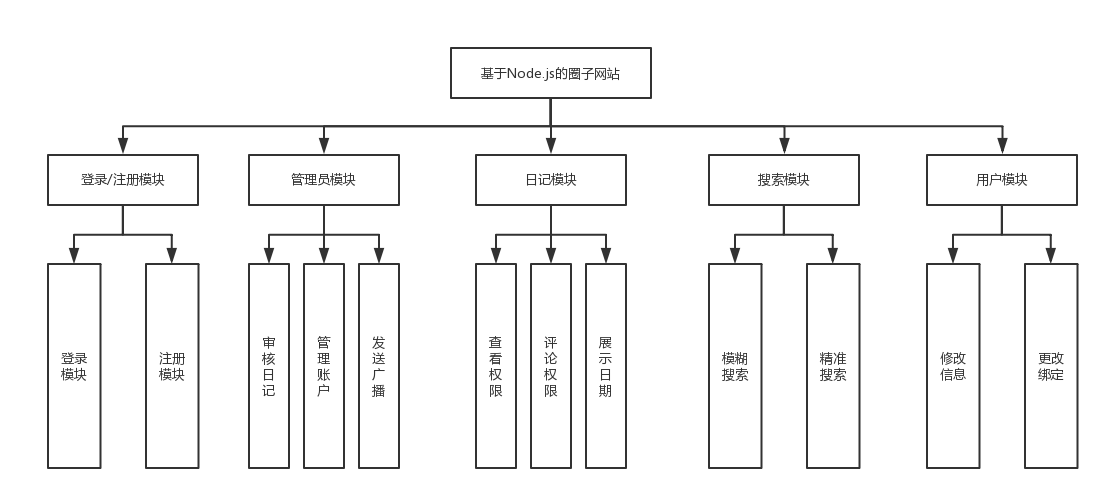 基于Node.js的圈子网站
登录/注册模块
管理员模块
日记模块
搜索模块
用户模块
登录
模块
注册
模块
审
核
日
记
管
理
账
户
发
送
广
播
查
看
权
限
评
论
权
限
展
示
日
期
模糊
搜索
精准
搜索
修改
信息
更改
绑定